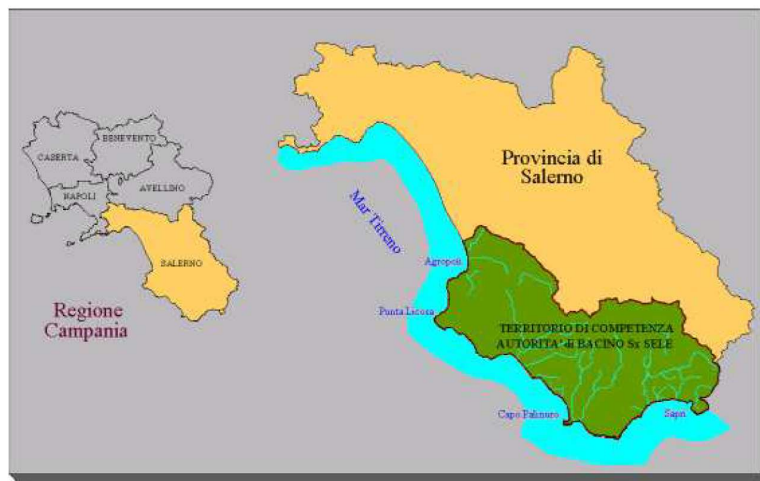 BENEVENTO
CASERTA
NAPOLI
AVELLINO
SALERNO
Regione
Campania
Provincia di
Salerno
Mar Tirreno
Agropoli
Punta Licosa
TERRITORIO DI COMPETENZA
AUTORITA' di BACINO Sx SELE
Capo Palinuro
Sapri